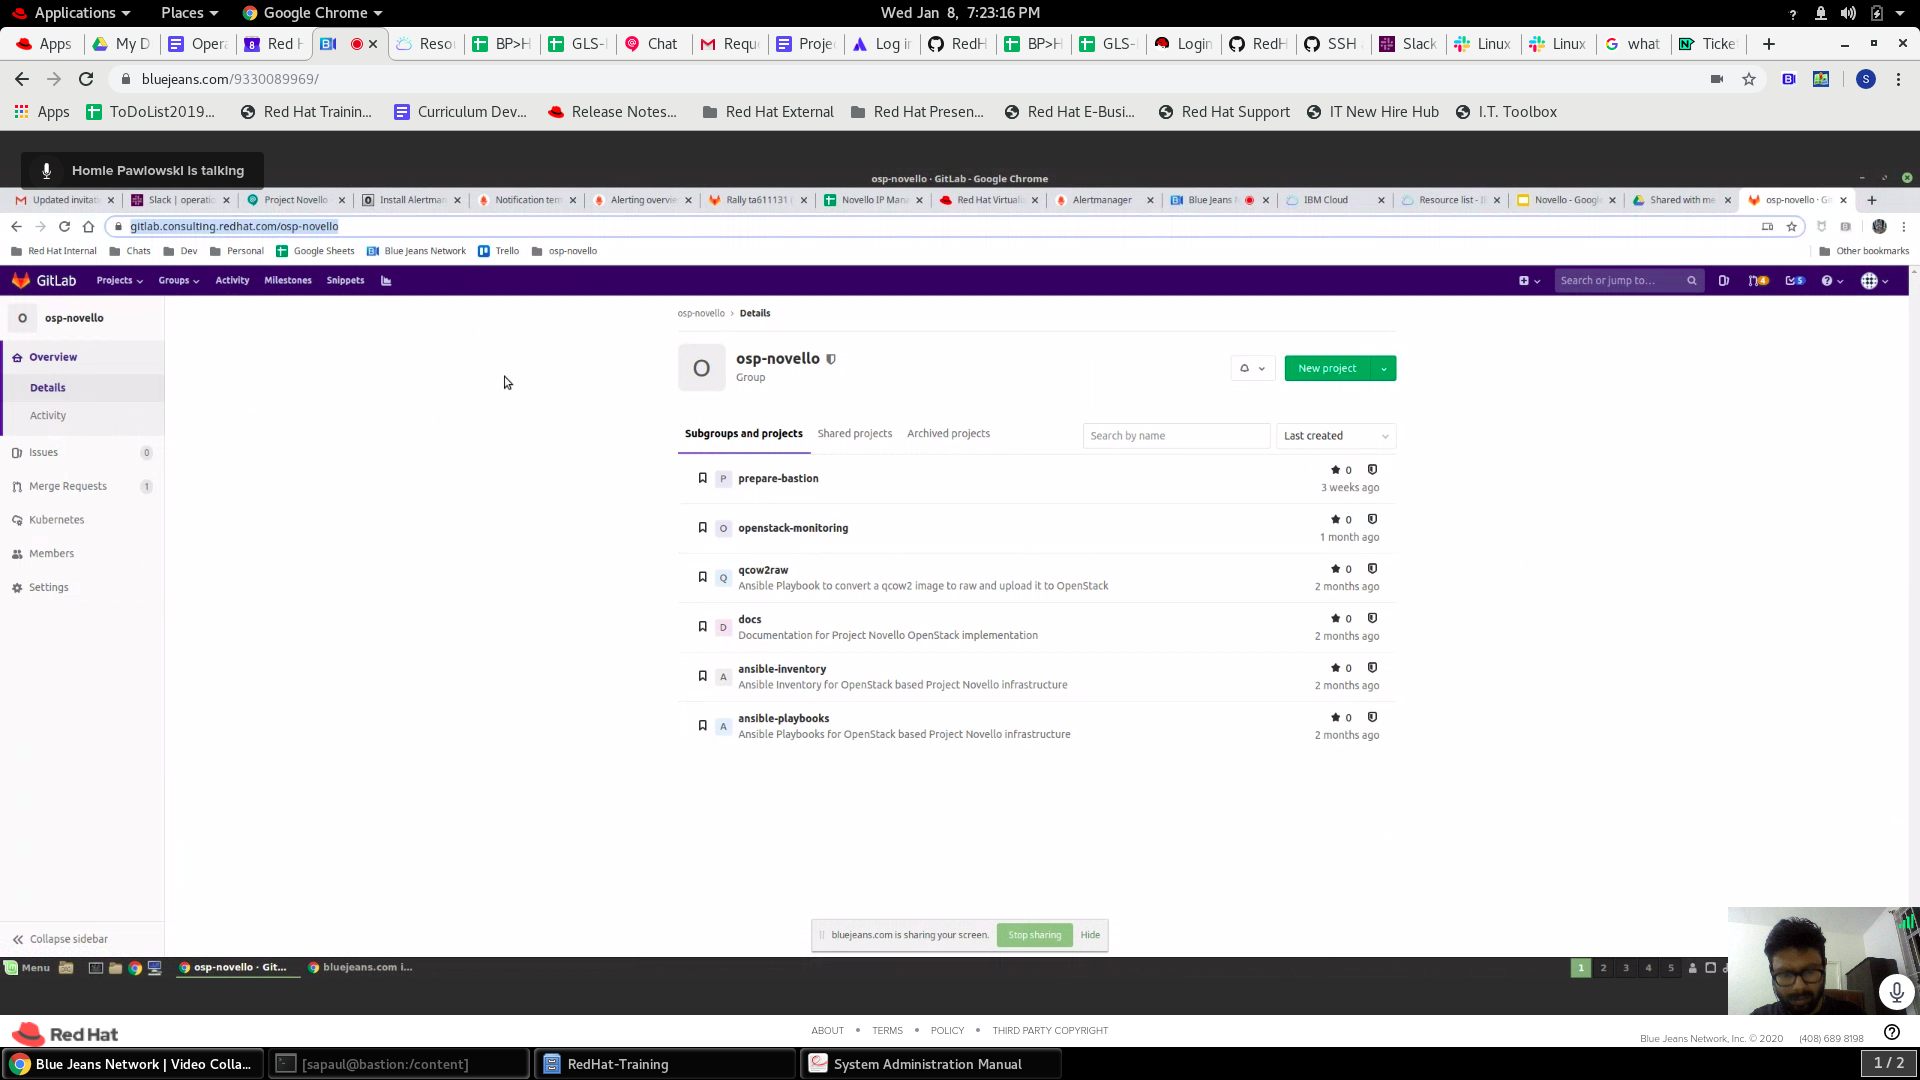 Applications Places Google Chrome Wed Jan 8, 7:23:16 PM ?
Apps My D Opera Red H Resou BP>H GLS- Chat Reque Projec Log in RedH BP>H GLS- Login RedH SSH Slack Linux Linux what Ticke
bluejeans.com/9330089969/ S
Apps ToDoList2019... Red Hat Trainin... Curriculum Dev... Release Notes... Red Hat External Red Hat Presen... Red Hat E-Busi... Red Hat Support IT New Hire Hub I.T. Toolbox
Homie Pawlowski is talking
osp-novello · GitLab - Google Chrome
Updated invitat Slack | operatio Project Novello Install Alertman Notification tem Alerting overvie Rally ta611131 ( Novello IP Mana Red Hat Virtuali Alertmanager Blue Jeans N IBM Cloud Resource list - I Novello - Google Shared with me osp-novello · Git
gitlab.consulting.redhat.com/osp-novello
Red Hat Internal Chats Dev Personal Google Sheets Blue Jeans Network Trello osp-novello Other bookmarks
GitLab Projects Groups Activity Milestones Snippets Search or jump to... 4 5
O osp-novello
Overview
Details
Activity
Issues 0
Merge Requests 1
Kubernetes
Members
Settings
Collapse sidebar
osp-novello › Details
O osp-novello
Group
New project
Subgroups and projects Shared projects Archived projects Search by name Last created
P prepare-bastion 0
3 weeks ago
O openstack-monitoring 0
1 month ago
Q qcow2raw 0
Ansible Playbook to convert a qcow2 image to raw and upload it to OpenStack 2 months ago
D docs 0
Documentation for Project Novello OpenStack implementation 2 months ago
A ansible-inventory 0
Ansible Inventory for OpenStack based Project Novello infrastructure 2 months ago
A ansible-playbooks 0
Ansible Playbooks for OpenStack based Project Novello infrastructure 2 months ago
bluejeans.com is sharing your screen. Stop sharing Hide
Menu osp-novello · Git... bluejeans.com i... 1 2 3 4 5
Red Hat ABOUT • TERMS • POLICY • THIRD PARTY COPYRIGHT
Blue Jeans Network, Inc. © 2020 (408) 689 8198
Blue Jeans Network | Video Colla... [sapaul@bastion:/content] RedHat-Training System Administration Manual 1 / 2